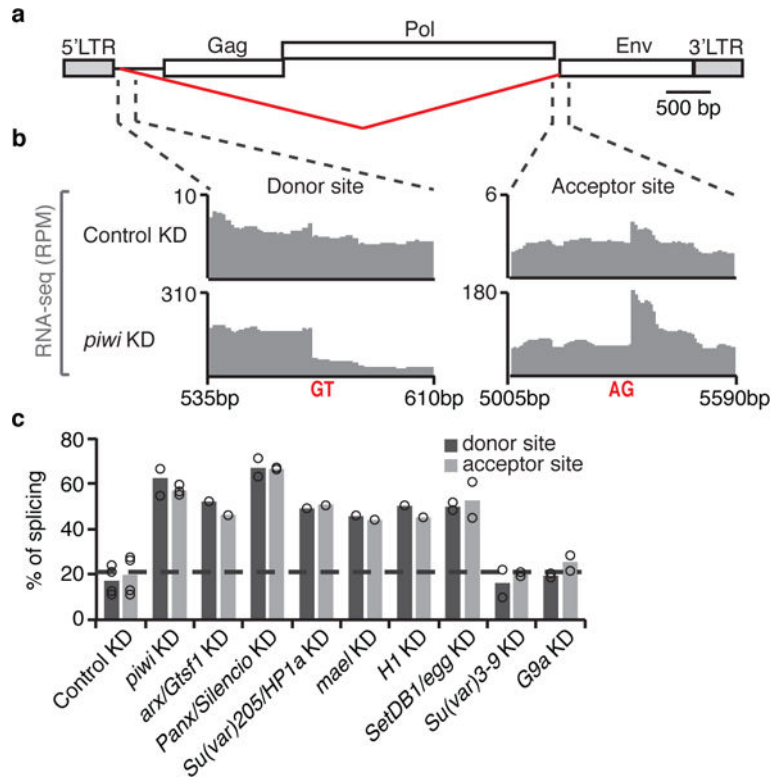 a
5'LTR Gag Pol Env 3'LTR
500 bp
b
Donor site Acceptor site
RNA-seq (RPM)
Control KD
10
6
piwi KD
310
180
535bp GT 610bp
5005bp AG 5590bp
c
donor site
acceptor site
% of splicing
80
60
40
20
0
Control KD
piwi KD
arx/Gtsf1 KD
Panx/Silencio KD
Su(var)205/HP1a KD
mael KD
H1 KD
SetDB1/egg KD
Su(var)3-9 KD
G9a KD